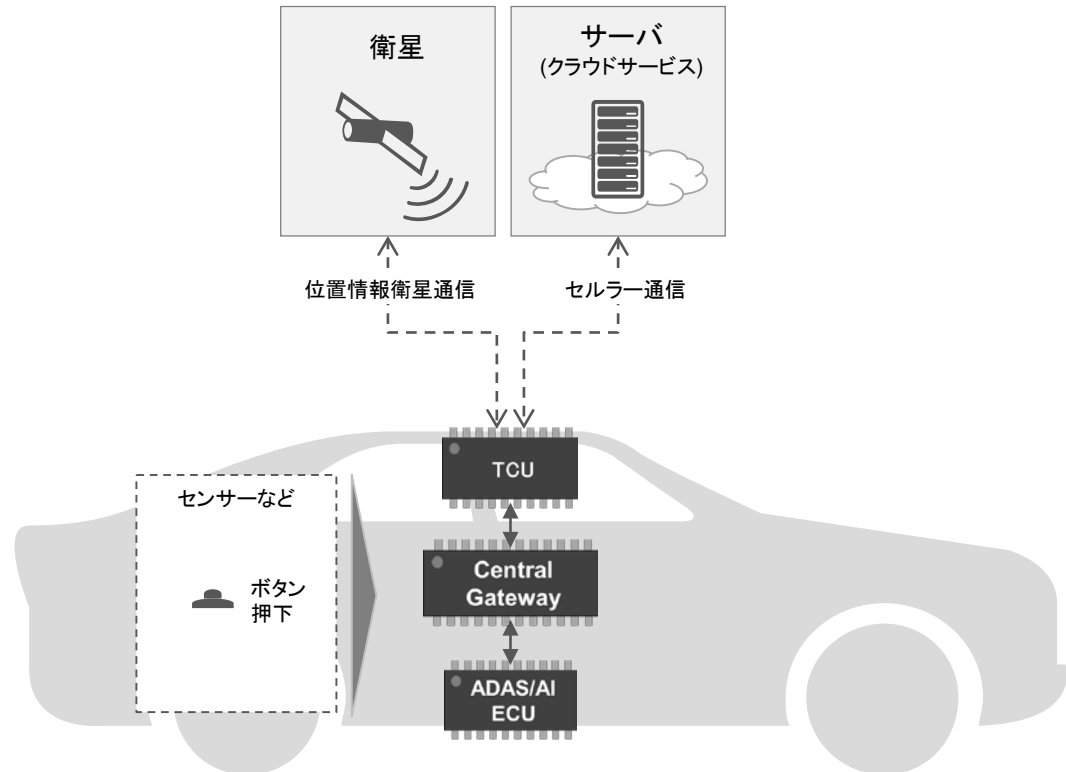 衛星
サーバ
(クラウドサービス)
位置情報衛星通信
セルラー通信
TCU
センサーなど
ボタン
押下
Central
Gateway
ADAS/AI
ECU